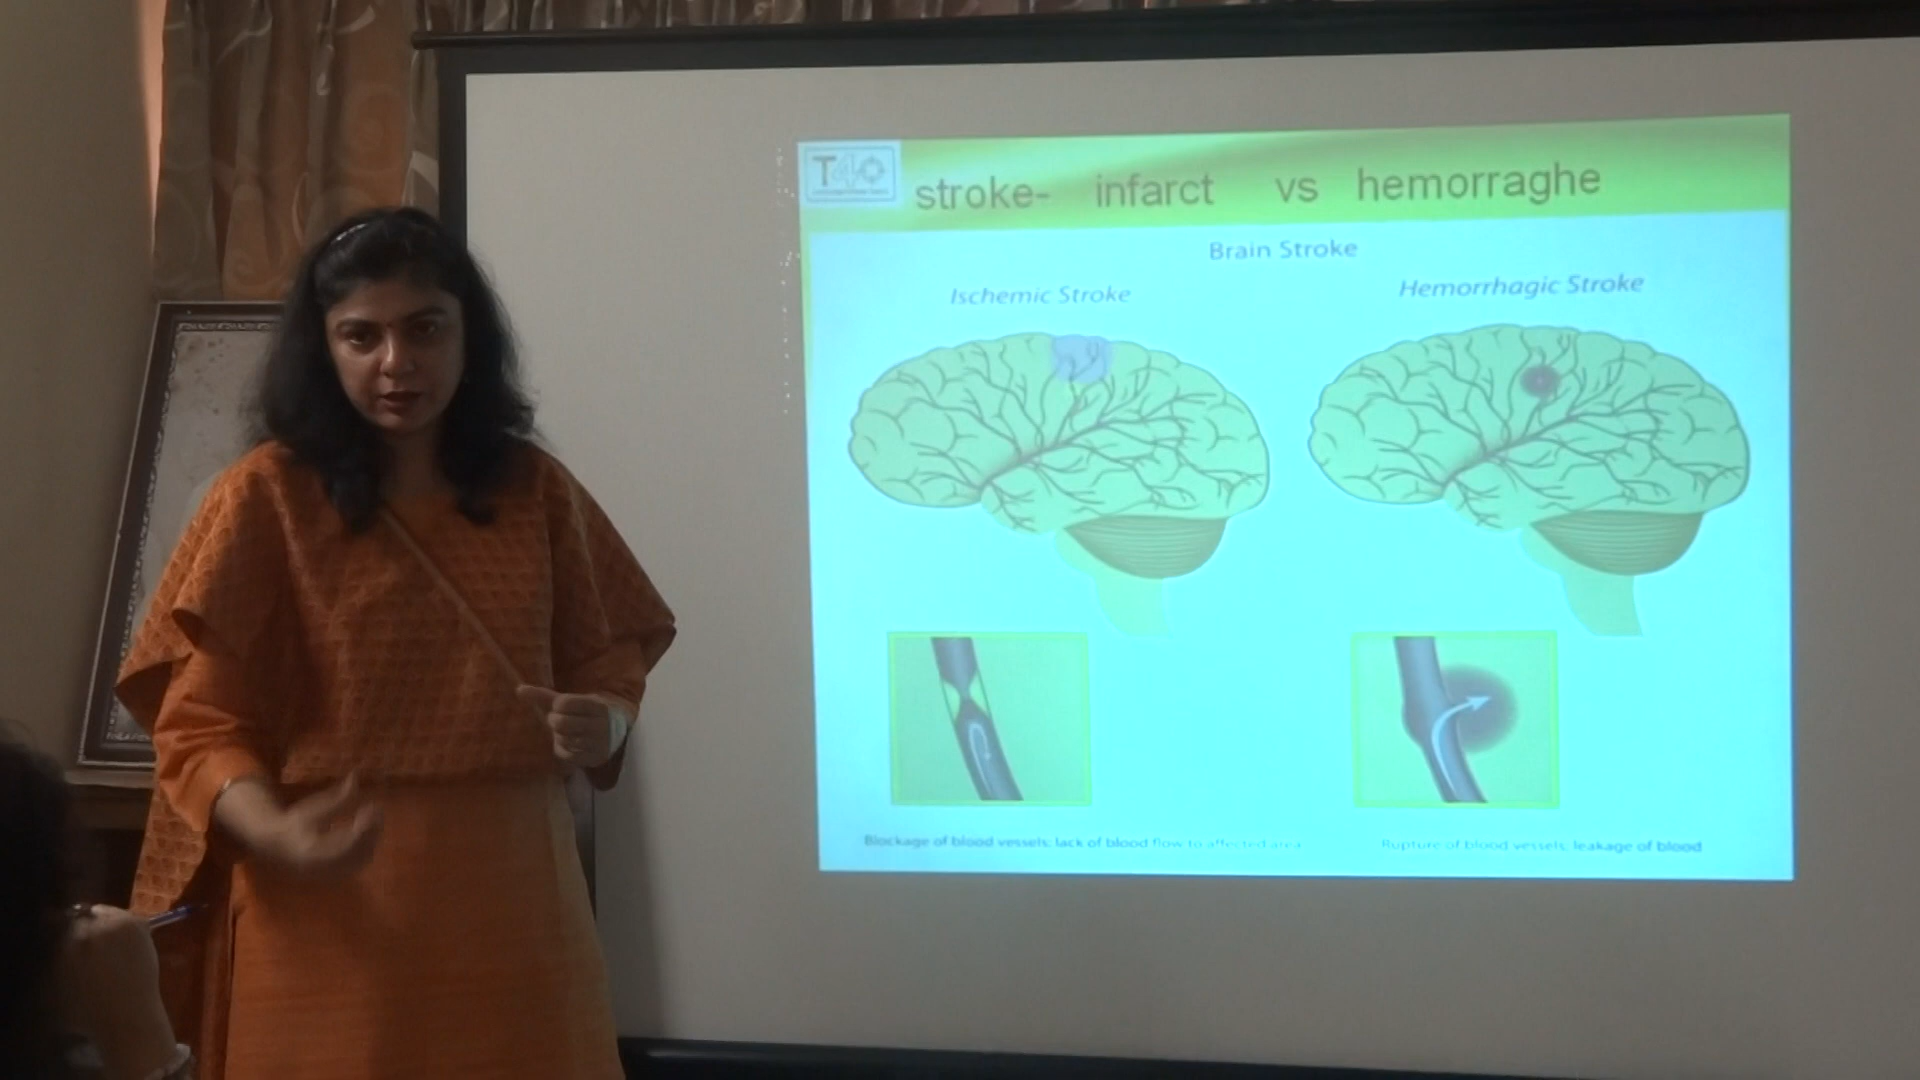 T40
stroke- infarct vs hemorraghe
Brain Stroke
Ischemic Stroke
Hemorrhagic Stroke
Blockage of blood vessels; lack of blood flow to affected area
Rupture of blood vessels; leakage of blood